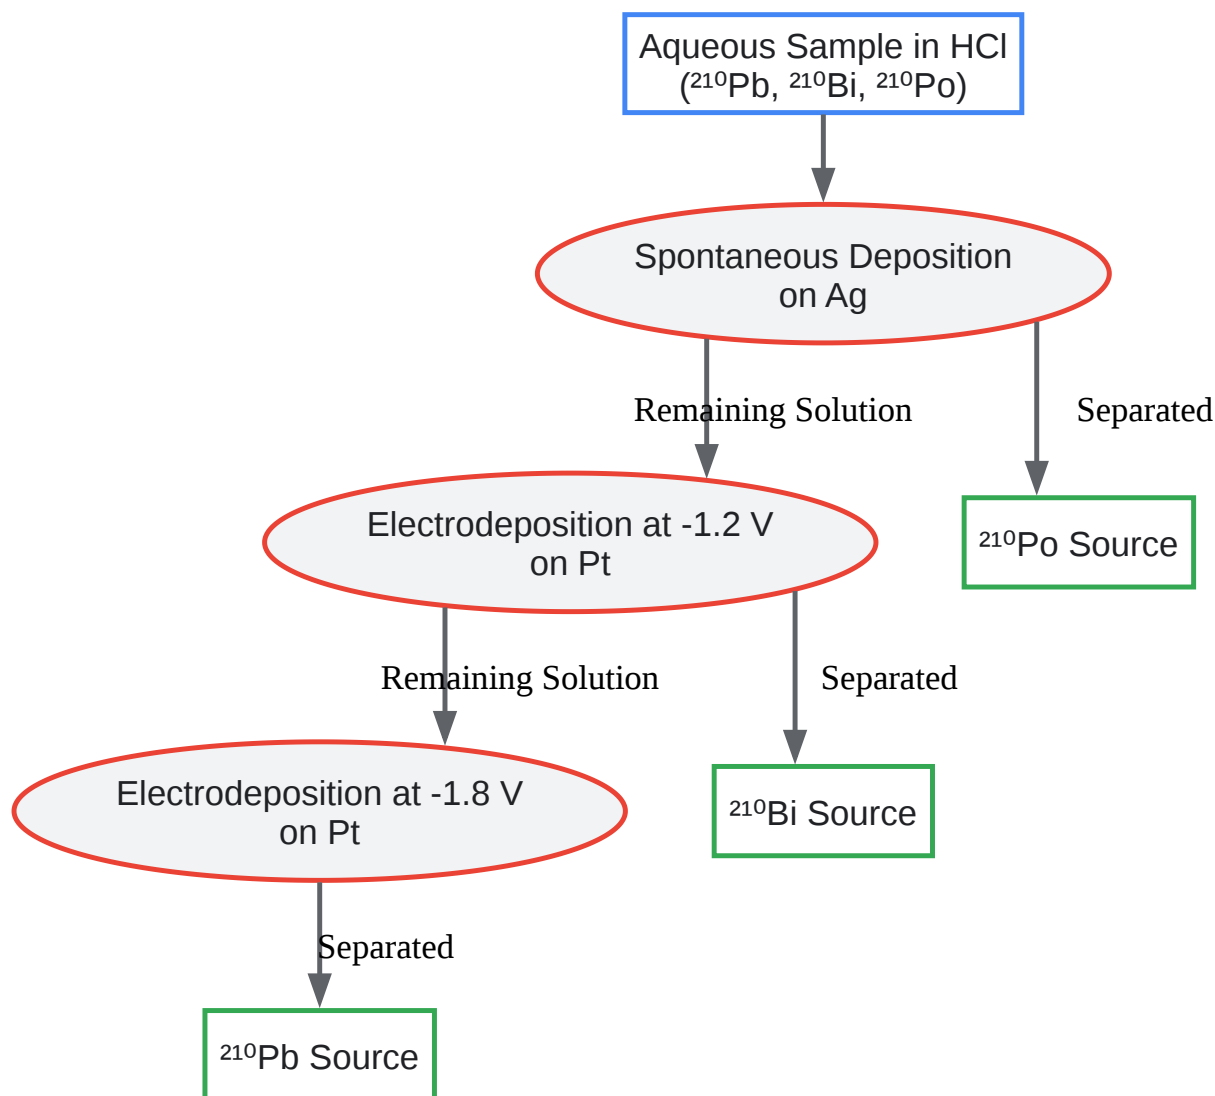 Aqueous Sample in HCl
(²¹⁰Pb, ²¹⁰Bi, ²¹⁰Po)
Spontaneous Deposition
on Ag
Remaining Solution
Separated
Electrodeposition at -1.2 V
on Pt
²¹⁰Po Source
Remaining Solution
Separated
Electrodeposition at -1.8 V
on Pt
²¹⁰Bi Source
Separated
²¹⁰Pb Source